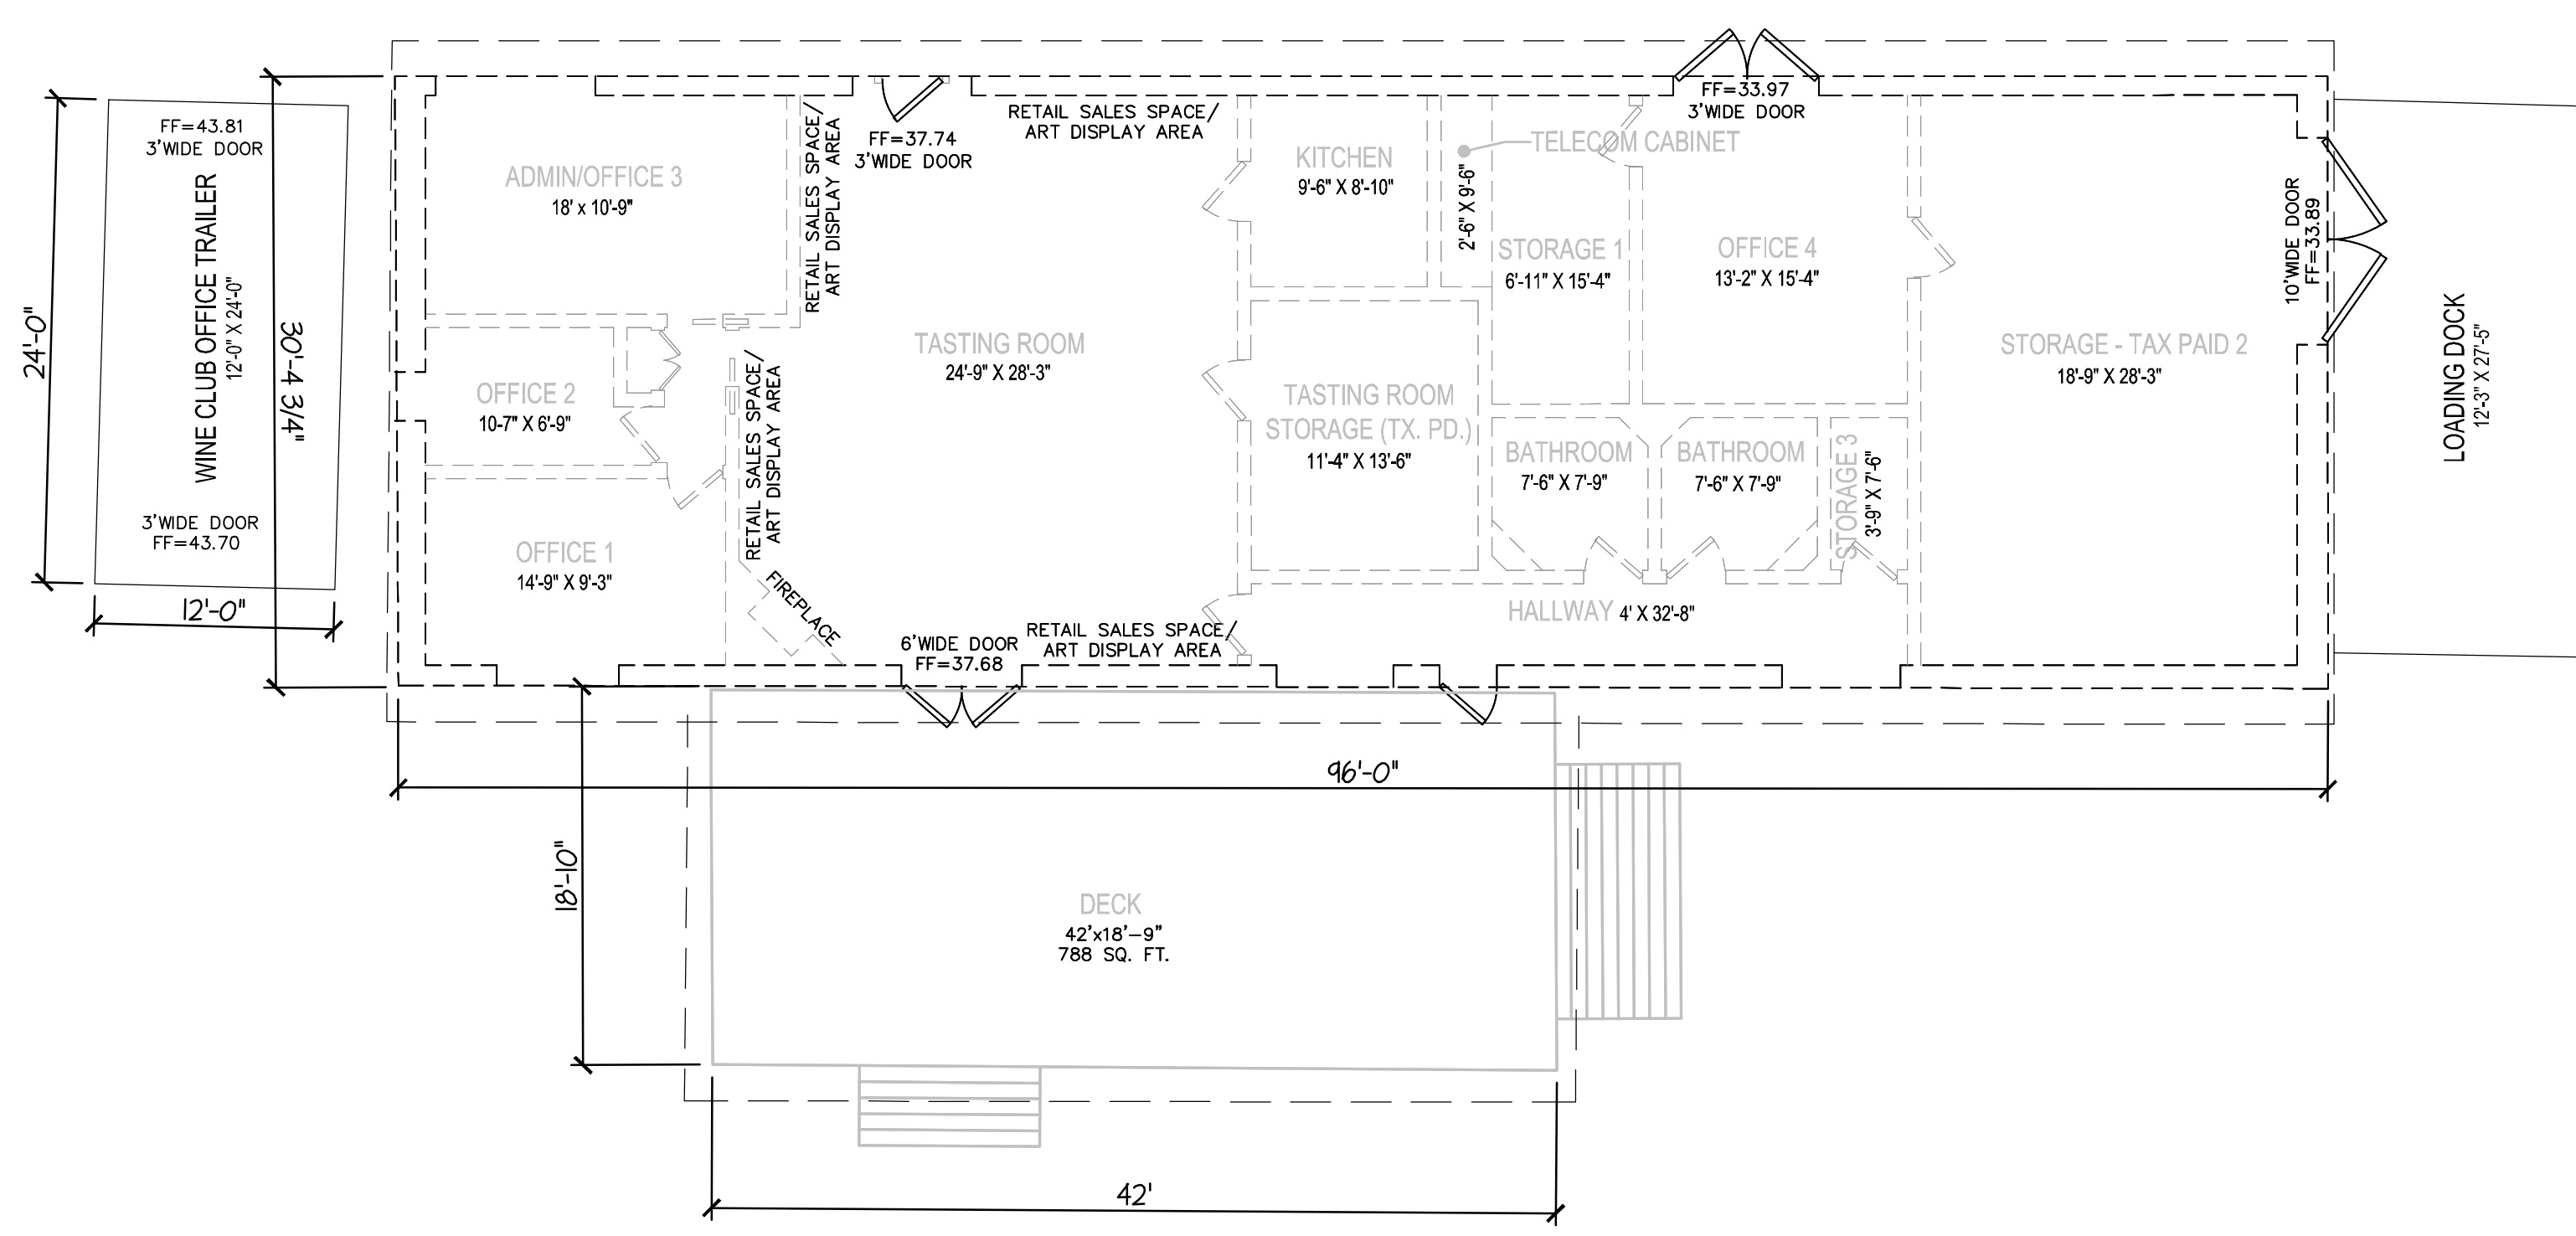 FF=43.81
3'WIDE DOOR
WINE CLUB OFFICE TRAILER
12'-0" X 24'-0"
3'WIDE DOOR
FF=43.70
24'-0"
12'-0"
30'-4 3/4"
ADMIN/OFFICE 3
18' x 10'-9"
RETAIL SALES SPACE/
ART DISPLAY AREA
FF=37.74
3'WIDE DOOR
RETAIL SALES SPACE/
ART DISPLAY AREA
OFFICE 2
10-7" X 6'-9"
RETAIL SALES SPACE/
ART DISPLAY AREA
OFFICE 1
14'-9" X 9'-3"
FIREPLACE
TASTING ROOM
24'-9" X 28'-3"
6'WIDE DOOR
FF=37.68
RETAIL SALES SPACE/
ART DISPLAY AREA
KITCHEN
9'-6" X 8'-10"
2'-6" X 9'-6"
TELECOM CABINET
STORAGE 1
6'-11" X 15'-4"
FF=33.97
3'WIDE DOOR
OFFICE 4
13'-2" X 15'-4"
TASTING ROOM
STORAGE (TX. PD.)
11'-4" X 13'-6"
BATHROOM
7'-6" X 7'-9"
BATHROOM
7'-6" X 7'-9"
STORAGE 3
3'-9" X 7'-6"
HALLWAY 4' X 32'-8"
STORAGE - TAX PAID 2
18'-9" X 28'-3"
10'WIDE DOOR
FF=33.89
LOADING DOCK
12'-3" X 27'-5"
96'-0"
18'-10"
DECK
42'x18'-9"
788 SQ. FT.
42'